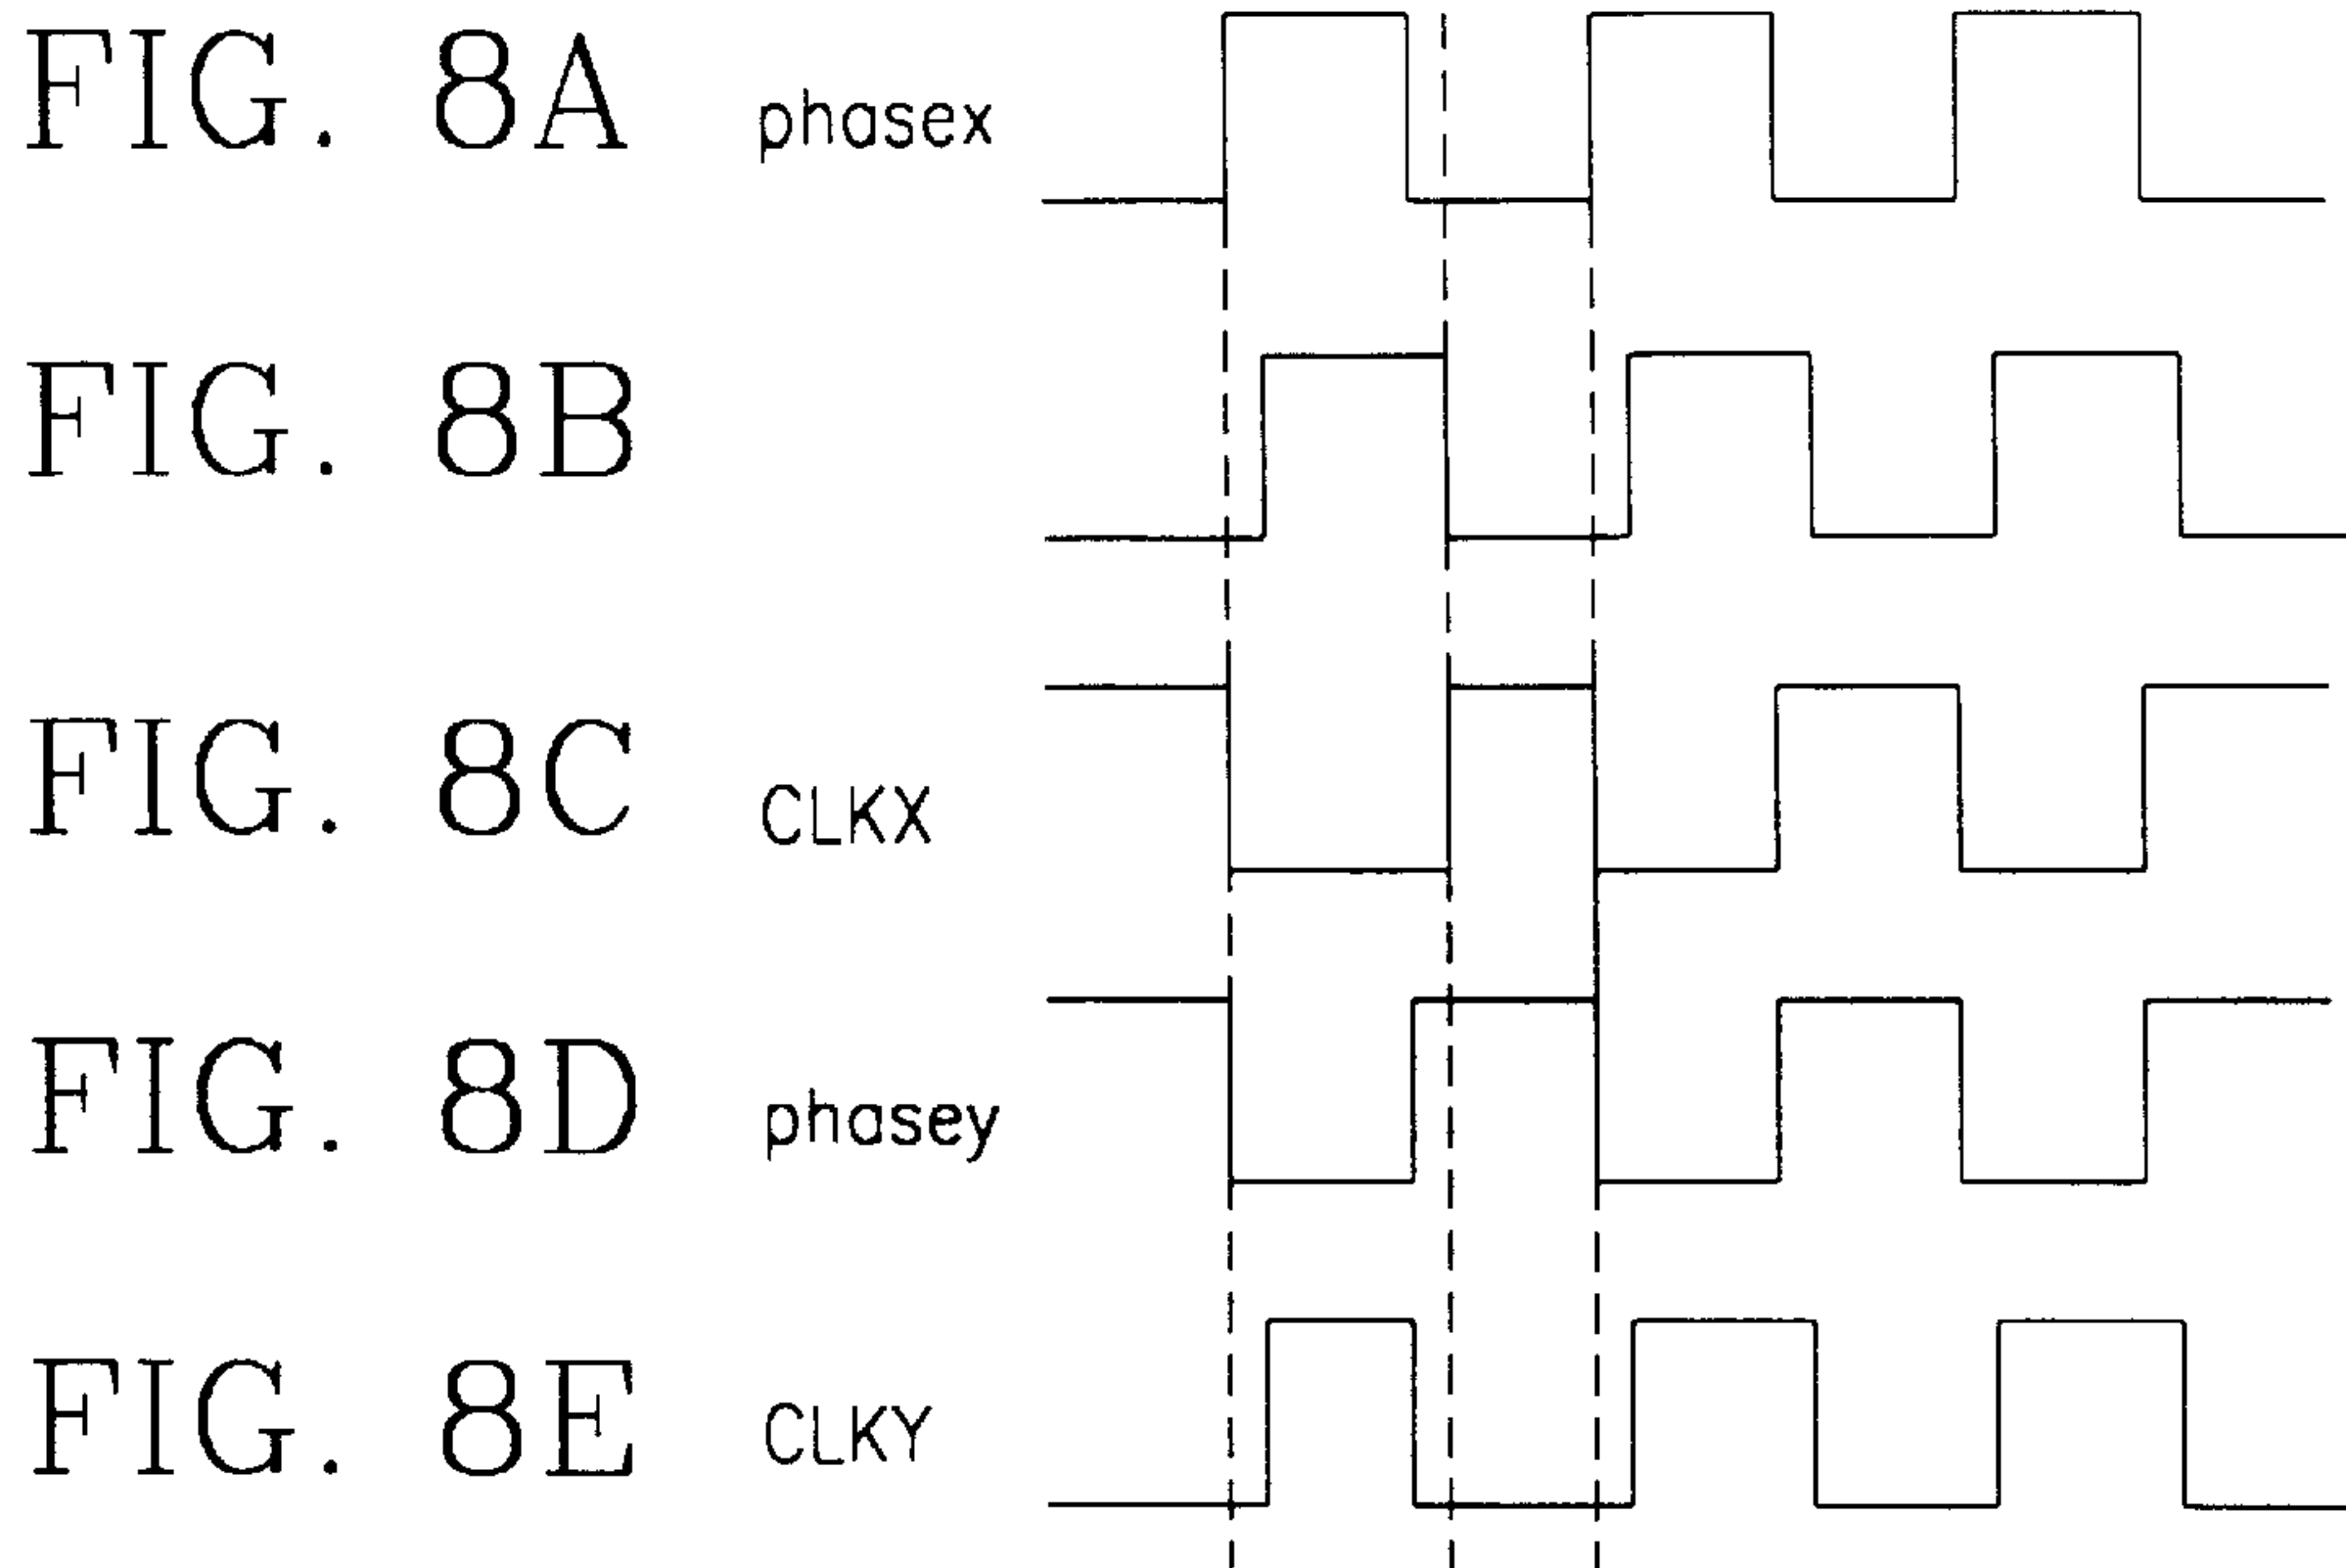 FIG. 8A phasex
FIG. 8B
FIG. 8C CLKX
FIG. 8D phasey
FIG. 8E CLKY